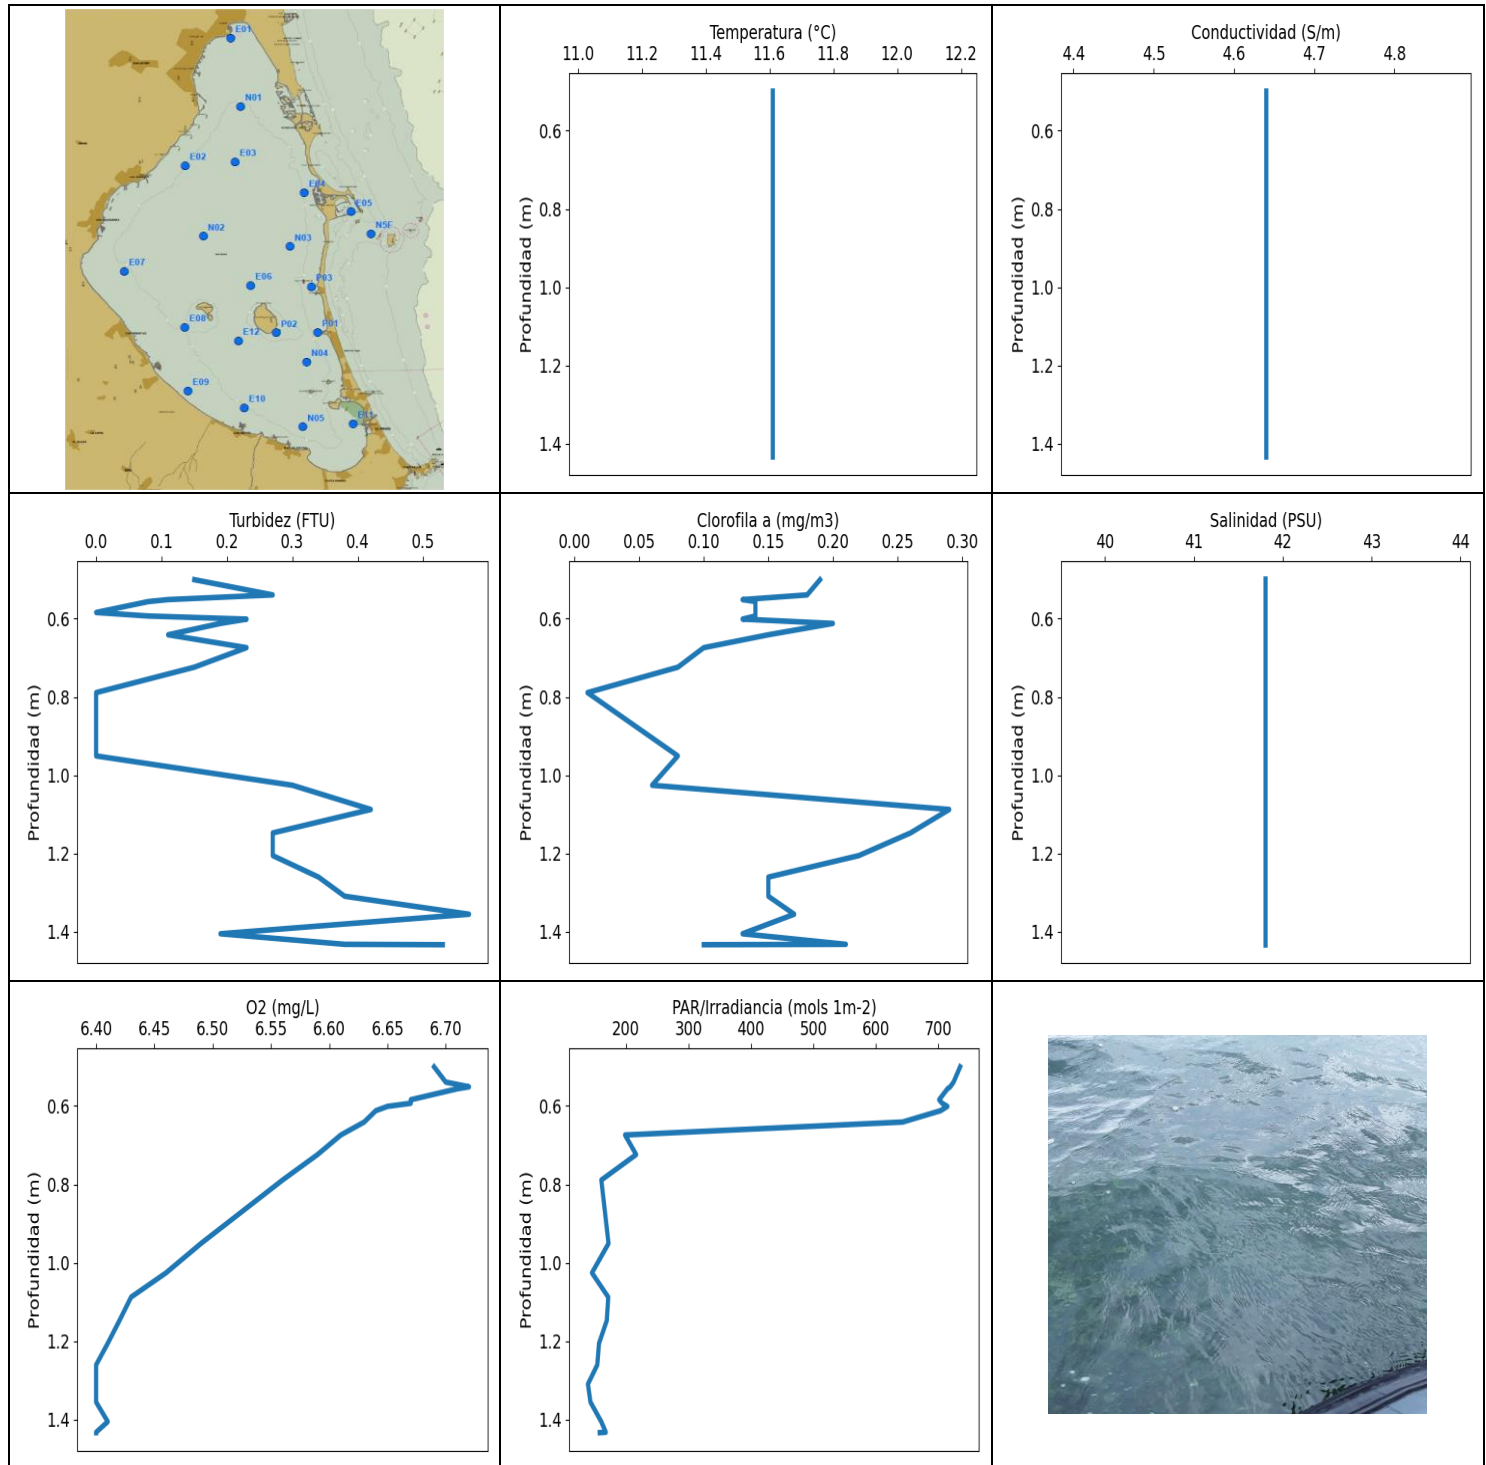 E01
N01
E02
E03
E04
E05
N5F
N02
N03
E07
E06
P03
E08
E12
P02
P01
N04
E09
E10
N05
E11
Temperatura (°C)
11.0 11.2 11.4 11.6 11.8 12.0 12.2
Profundidad (m)
0.6
0.8
1.0
1.2
1.4
Conductividad (S/m)
4.4 4.5 4.6 4.7 4.8
Profundidad (m)
0.6
0.8
1.0
1.2
1.4
Turbidez (FTU)
0.0 0.1 0.2 0.3 0.4 0.5
Profundidad (m)
0.6
0.8
1.0
1.2
1.4
Clorofila a (mg/m3)
0.00 0.05 0.10 0.15 0.20 0.25 0.30
Profundidad (m)
0.6
0.8
1.0
1.2
1.4
Salinidad (PSU)
40 41 42 43 44
Profundidad (m)
0.6
0.8
1.0
1.2
1.4
O2 (mg/L)
6.40 6.45 6.50 6.55 6.60 6.65 6.70
Profundidad (m)
0.6
0.8
1.0
1.2
1.4
PAR/Irradiancia (mols 1m-2)
200 300 400 500 600 700
Profundidad (m)
0.6
0.8
1.0
1.2
1.4